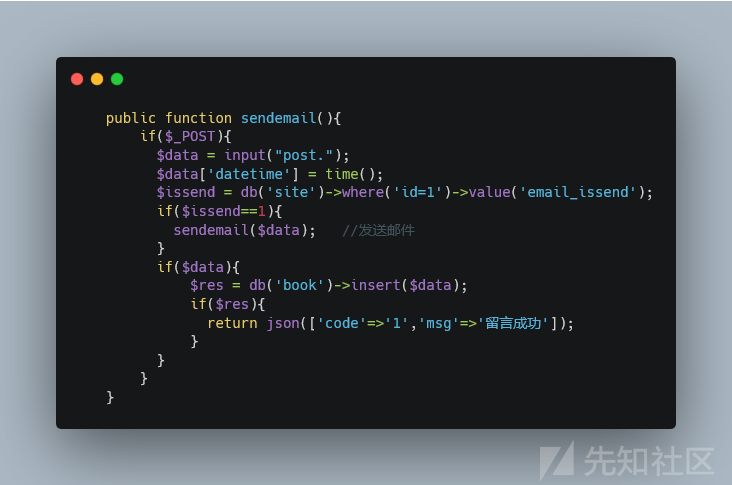 public function sendemail(){
    if($_POST){
      $data = input("post.");
      $data['datetime'] = time();
      $issend = db('site')->where('id=1')->value('email_issend');
      if($issend==1){
        sendemall($data);   //发送邮件
      }
      if($data){
          $res = db('book')->insert($data);
          if($res){
            return json(['code'=>'1','msg'=>'留言成功']);
          }
      }
    }
}
先知社区